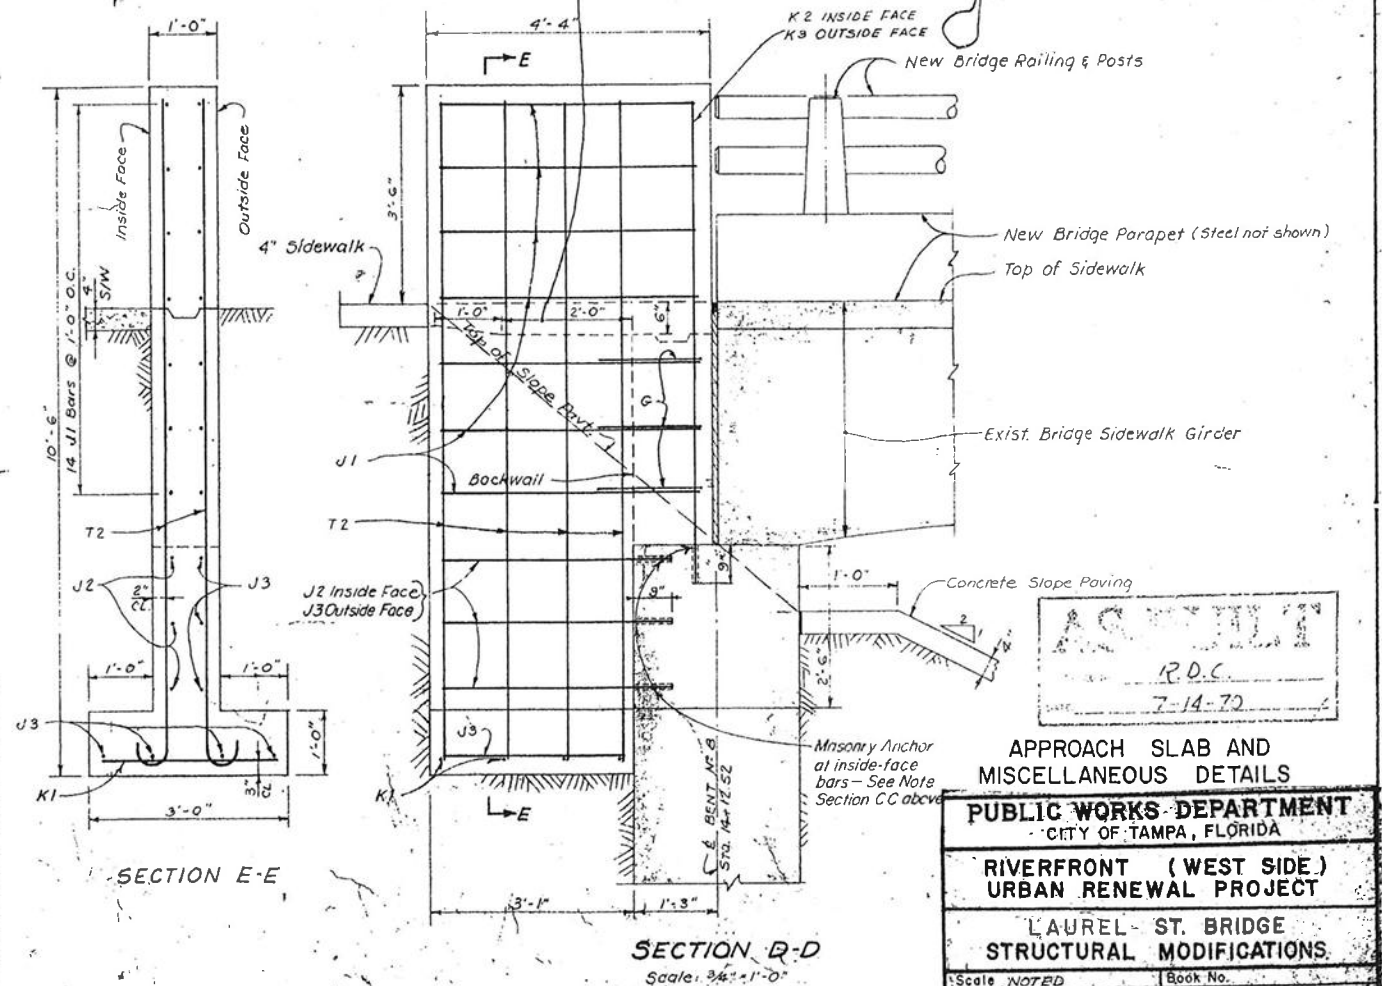 1'-0"
Inside Face
Outside Face
10'-6"
14 J1 Bars @ 1'-0" O.C.
4"
S/W
T2
J2
J3
2"
CL.
1'-0"
1'-0"
J3
1'-0"
3"
CL
K1
3'-0"
SECTION E-E
4'-4"
E
K2 INSIDE FACE
K3 OUTSIDE FACE
New Bridge Railing & Posts
3'-6"
4" Sidewalk
New Bridge Parapet (Steel not shown)
Top of Sidewalk
1'-0"
2'-0"
6"
Top of Slope Pavt.
G
J1
Exist. Bridge Sidewalk Girder
Backwall
T2
J2 Inside Face
J3 Outside Face
9"
9"
1'-0"
Concrete Slope Paving
2
1
4"
2'-6"
J3
K1
E
Masonry Anchor
at inside-face
bars — See Note
Section CC above
℄ BENT No 8
STA. 14+12.52
3'-1"
1'-3"
SECTION D-D
Scale: 3/4" = 1'-0"
AS BUILT
R.D.C.
7-14-72
APPROACH SLAB AND
MISCELLANEOUS DETAILS
PUBLIC WORKS DEPARTMENT
CITY OF TAMPA, FLORIDA
RIVERFRONT (WEST SIDE)
URBAN RENEWAL PROJECT
LAUREL ST. BRIDGE
STRUCTURAL MODIFICATIONS
Scale NOTED
Book No.